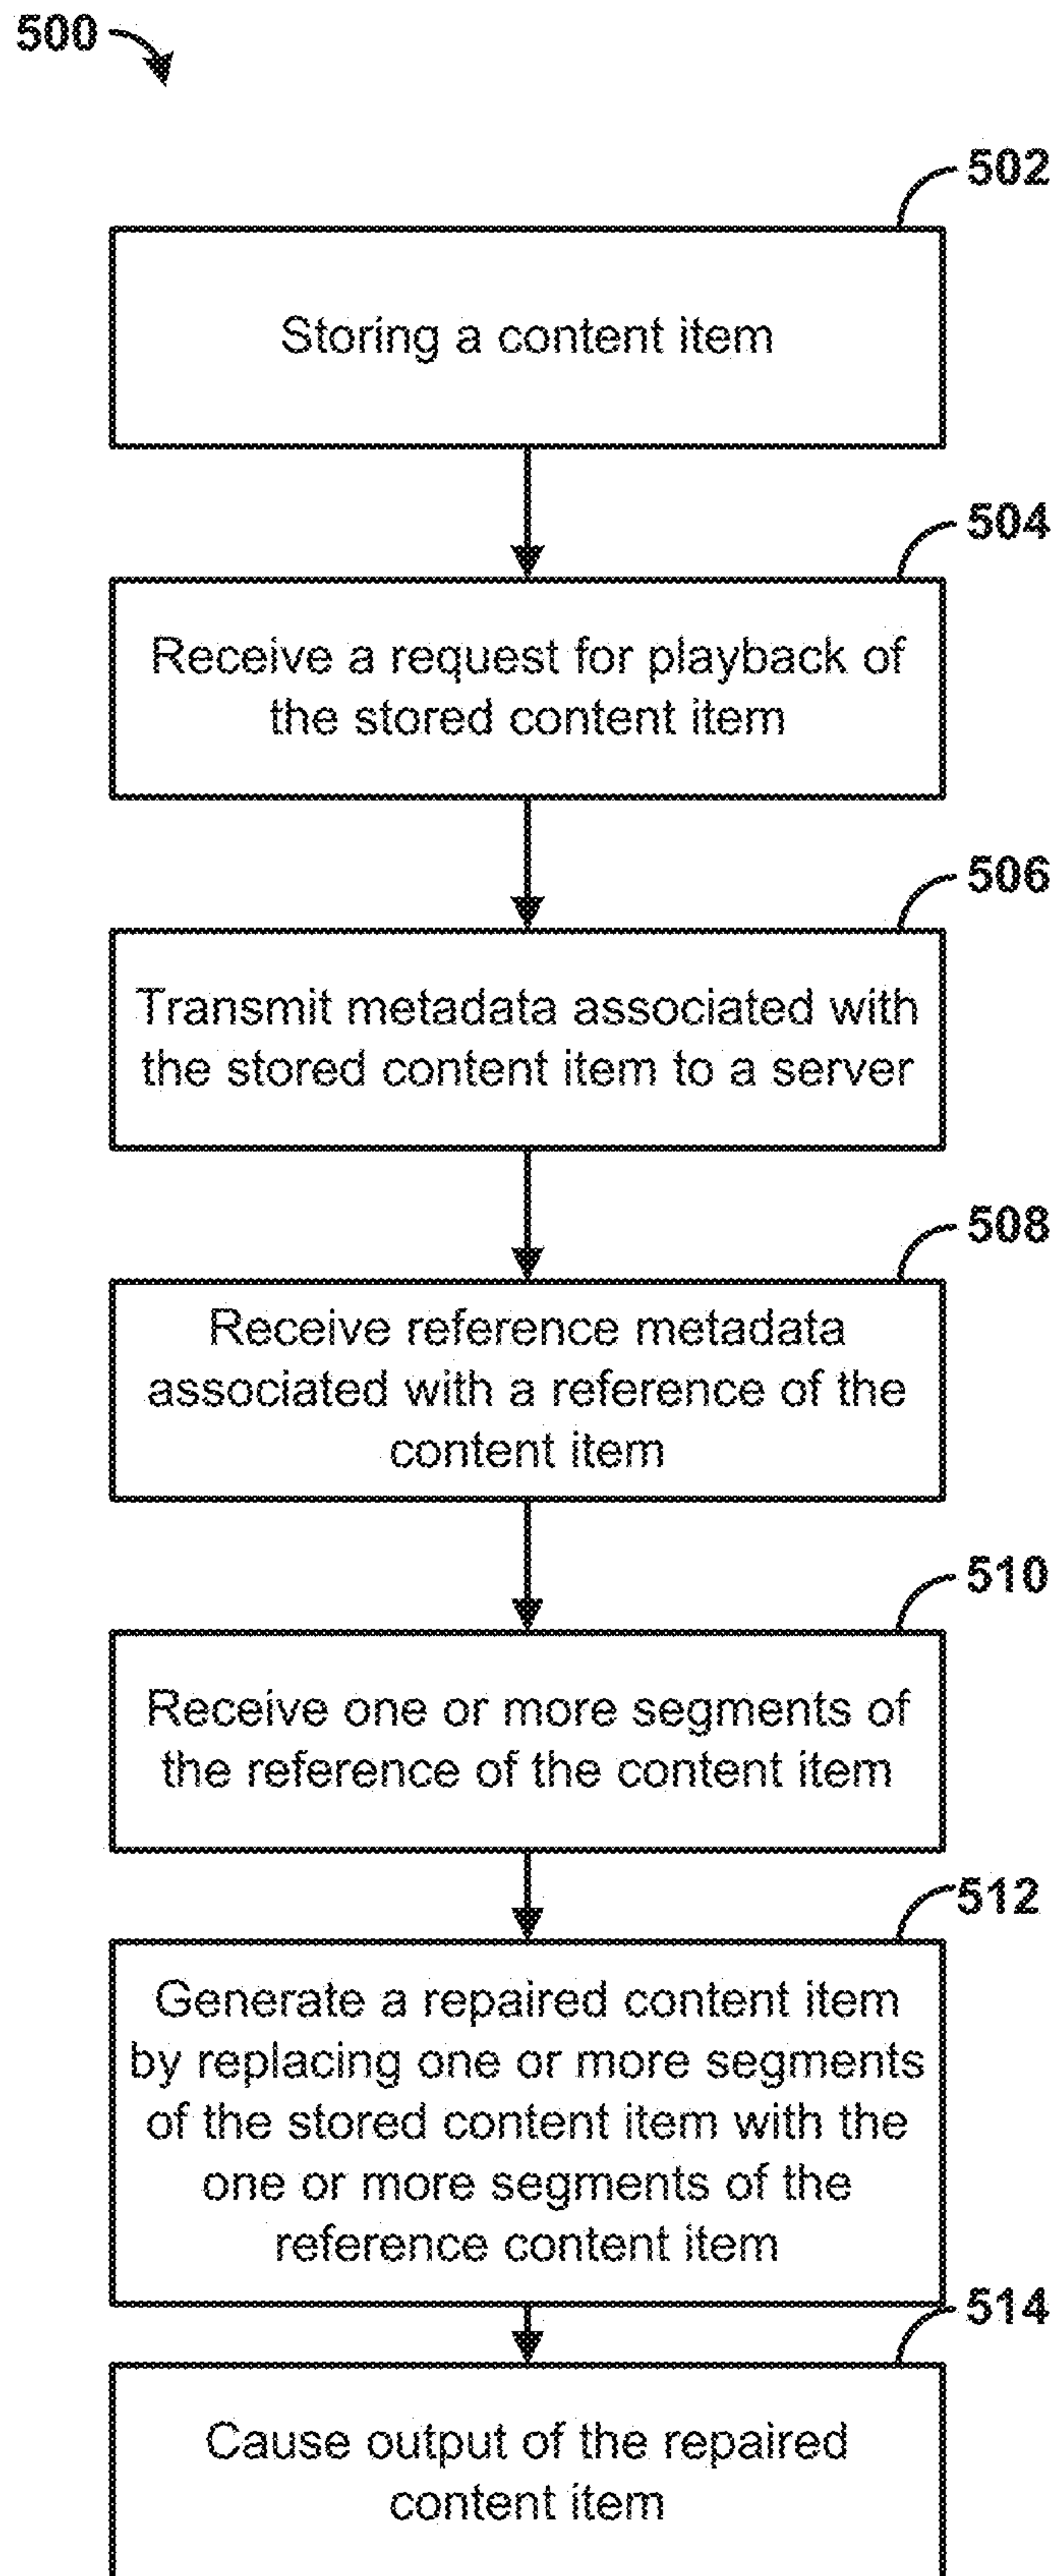 500
502
Storing a content item
504
Receive a request for playback of
the stored content item
506
Transmit metadata associated with
the stored content item to a server
508
Receive reference metadata
associated with a reference of the
content item
510
Receive one or more segments of
the reference of the content item
512
Generate a repaired content item
by replacing one or more segments
of the stored content item with the
one or more segments of the
reference content item
514
Cause output of the repaired
content item